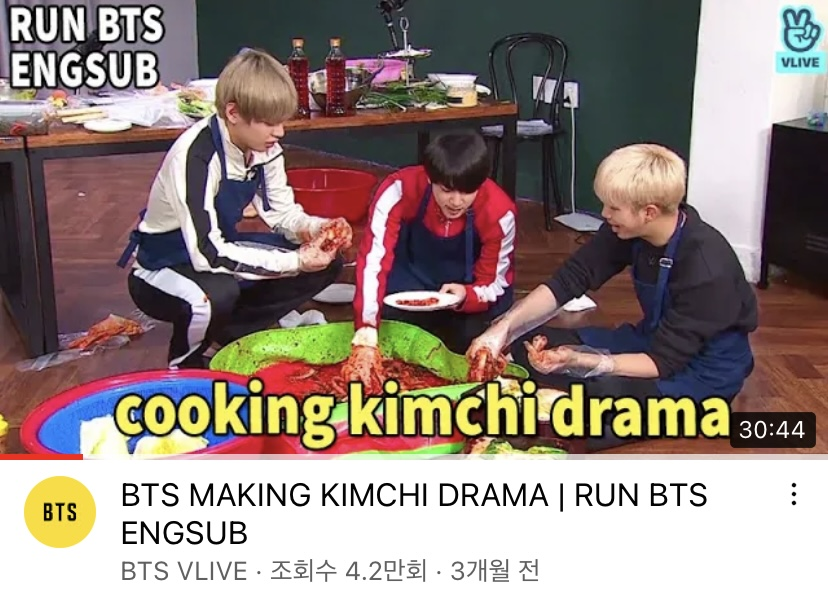 RUN BTS
ENGSUB
VLIVE
cooking kimchi drama
30:44
BTS
BTS MAKING KIMCHI DRAMA | RUN BTS
ENGSUB
BTS VLIVE · 조회수 4.2만회 · 3개월 전